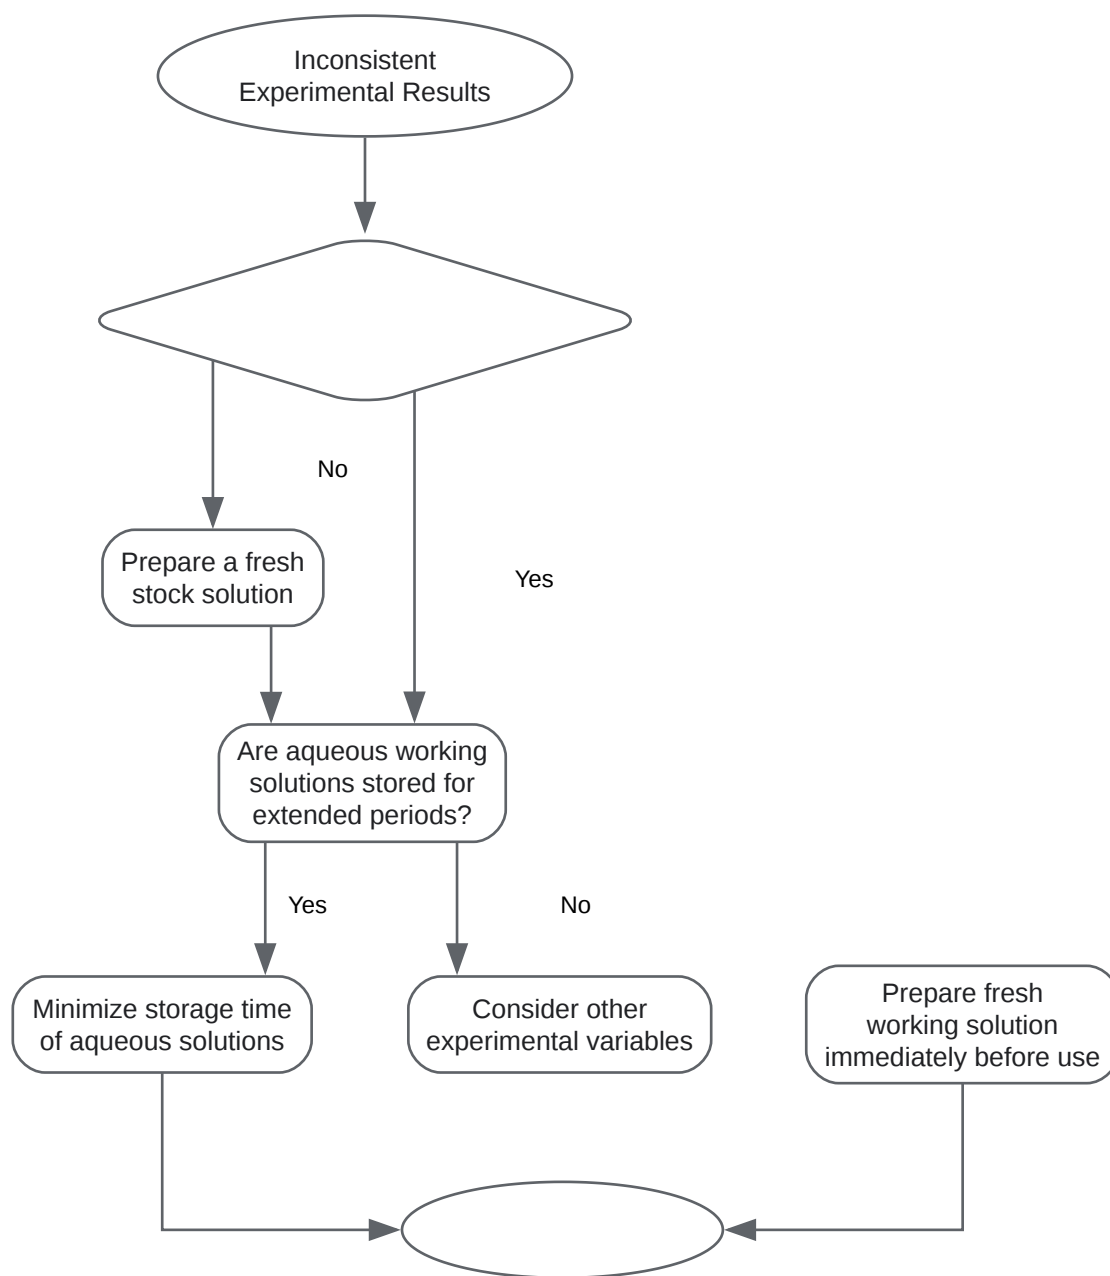 Inconsistent
Experimental Results
No
Prepare a fresh
stock solution
Yes
Are aqueous working
solutions stored for
extended periods?
Yes
No
Minimize storage time
of aqueous solutions
Consider other
experimental variables
Prepare fresh
working solution
immediately before use